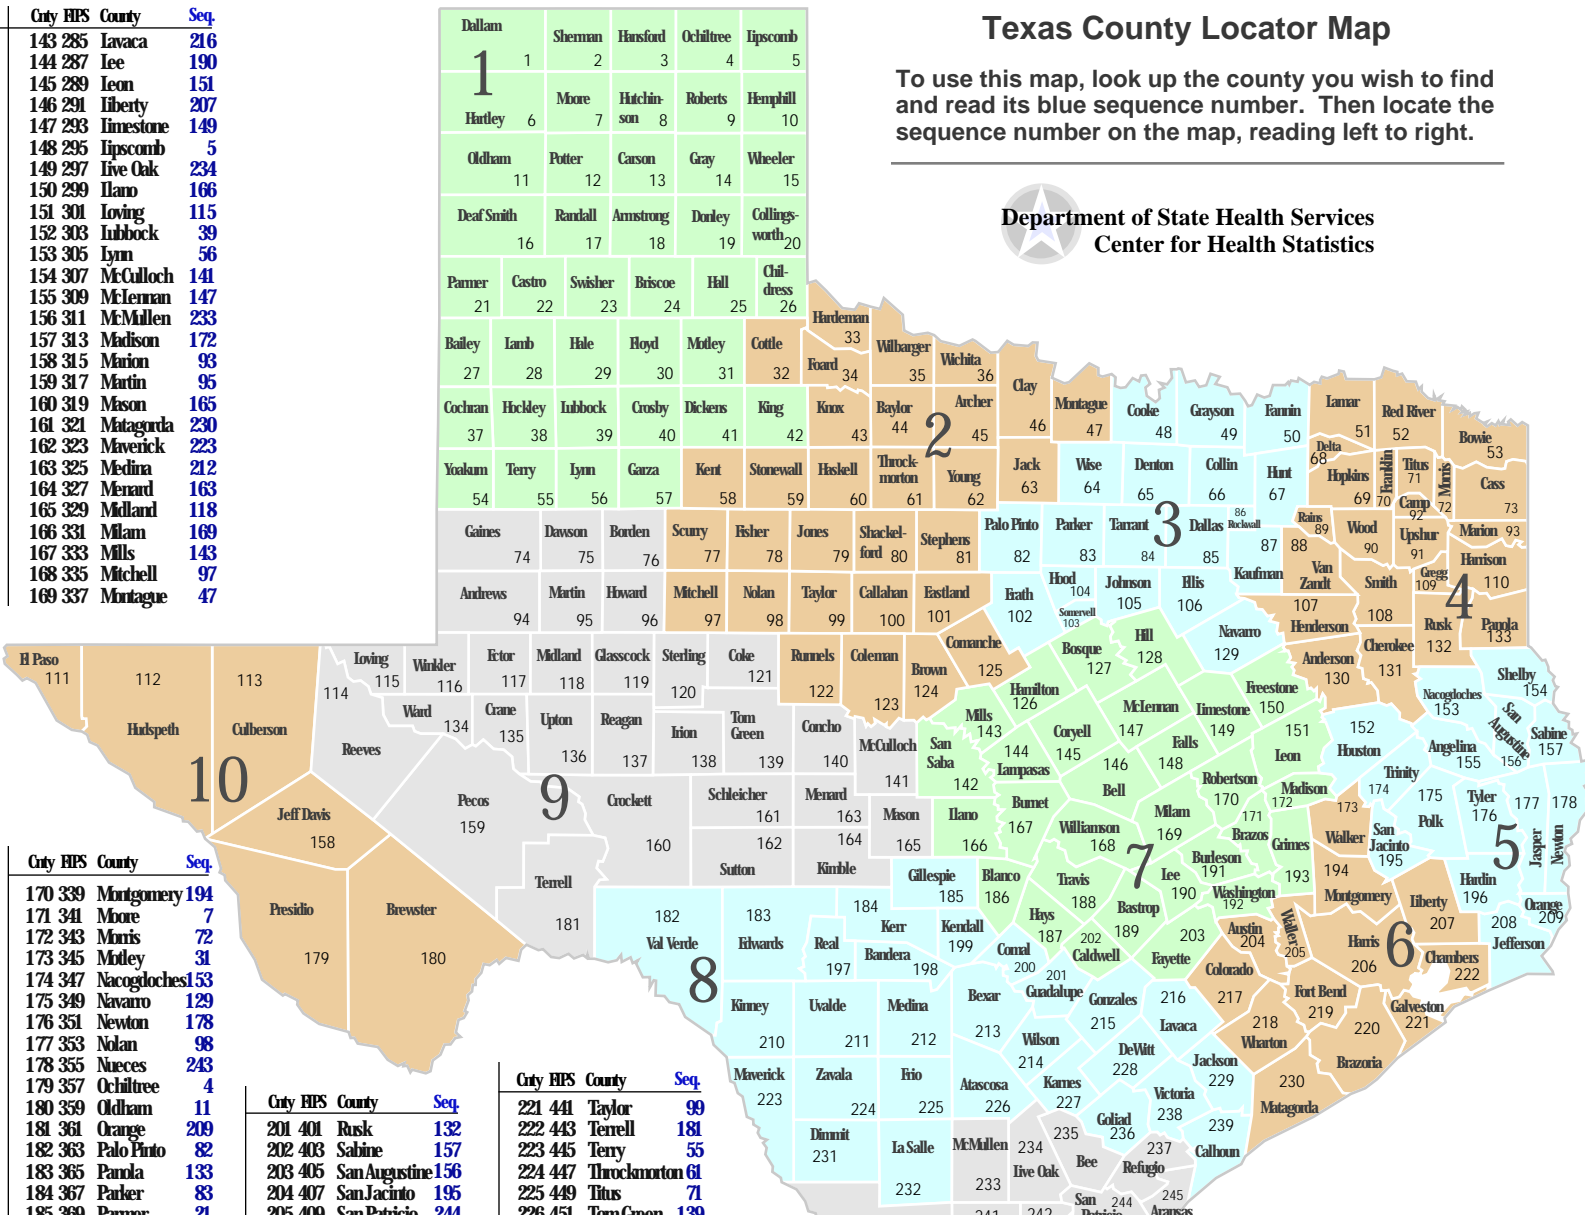 Texas County Locator Map
To use this map, look up the county you wish to find
and read its blue sequence number. Then locate the
sequence number on the map, reading left to right.
Department of State Health Services
Center for Health Statistics
Cnty FIPS County Seq.
143 285 Lavaca 216
144 287 Lee 190
145 289 Leon 151
146 291 Liberty 207
147 293 Limestone 149
148 295 Lipscomb 5
149 297 Live Oak 234
150 299 Llano 166
151 301 Loving 115
152 303 Lubbock 39
153 305 Lynn 56
154 307 McCulloch 141
155 309 McLennan 147
156 311 McMullen 233
157 313 Madison 172
158 315 Marion 93
159 317 Martin 95
160 319 Mason 165
161 321 Matagorda 230
162 323 Maverick 223
163 325 Medina 212
164 327 Menard 163
165 329 Midland 118
166 331 Milam 169
167 333 Mills 143
168 335 Mitchell 97
169 337 Montague 47
Cnty FIPS County Seq.
170 339 Montgomery 194
171 341 Moore 7
172 343 Morris 72
173 345 Motley 31
174 347 Nacogdoches 153
175 349 Navarro 129
176 351 Newton 178
177 353 Nolan 98
178 355 Nueces 243
179 357 Ochiltree 4
180 359 Oldham 11
181 361 Orange 209
182 363 Palo Pinto 82
183 365 Panola 133
184 367 Parker 83
185 369 Parmer 21
Cnty FIPS County Seq.
201 401 Rusk 132
202 403 Sabine 157
203 405 San Augustine 156
204 407 San Jacinto 195
205 409 San Patricio 244
Cnty FIPS County Seq.
221 441 Taylor 99
222 443 Terrell 181
223 445 Terry 55
224 447 Throckmorton 61
225 449 Titus 71
226 451 Tom Green 139
1
2
3
4
5
6
7
8
9
10
Dallam 1
Sherman 2
Hansford 3
Ochiltree 4
Lipscomb 5
Hartley 6
Moore 7
Hutchin-
son 8
Roberts 9
Hemphill 10
Oldham 11
Potter 12
Carson 13
Gray 14
Wheeler 15
Deaf Smith 16
Randall 17
Armstrong 18
Donley 19
Collings-
worth 20
Parmer 21
Castro 22
Swisher 23
Briscoe 24
Hall 25
Chil-
dress
26
Bailey 27
Lamb 28
Hale 29
Floyd 30
Motley 31
Cottle 32
Hardeman 33
Foard 34
Wilbarger 35
Wichita 36
Cochran 37
Hockley 38
Lubbock 39
Crosby 40
Dickens 41
King 42
Knox 43
Baylor 44
Archer 45
Clay 46
Montague 47
Cooke 48
Grayson 49
Fannin 50
Lamar 51
Red River 52
Bowie 53
Yoakum 54
Terry 55
Lynn 56
Garza 57
Kent 58
Stonewall 59
Haskell 60
Throck-
morton
61
Young 62
Jack 63
Wise 64
Denton 65
Collin 66
Hunt 67
Delta 68
Hopkins 69
Franklin 70
Titus 71
Morris 72
Cass 73
Gaines 74
Dawson 75
Borden 76
Scurry 77
Fisher 78
Jones 79
Shackel-
ford 80
Stephens 81
Palo Pinto 82
Parker 83
Tarrant 84
Dallas 85
86 Rockwall
87 Kaufman
88 Van
Zandt
Rains 89
Wood 90
Upshur 91
Camp 92
Marion 93
Andrews 94
Martin 95
Howard 96
Mitchell 97
Nolan 98
Taylor 99
Callahan 100
Eastland 101
Erath 102
Somervell 103
Hood 104
Johnson 105
Ellis 106
107 Henderson
Smith 108
Gregg 109
Harrison 110
El Paso 111
112 Hudspeth
113 Culberson
114 Reeves
Loving 115
Winkler 116
Ector 117
Midland 118
Glasscock 119
Sterling 120
Coke 121
Runnels 122
Coleman 123
Brown 124
Comanche 125
Hamilton 126
Bosque 127
Hill 128
Navarro 129
Anderson 130
Cherokee 131
Rusk 132
Panola 133
Ward 134
Crane 135
Upton 136
Reagan 137
Irion 138
Tom
Green
139
Concho 140
McCulloch 141
San
Saba
142
Mills 143
144 Lampasas
Coryell 145
146 Bell
McLennan 147
Falls 148
Limestone 149
Freestone 150
151 Leon
152 Houston
Nacogdoches 153
Shelby 154
Angelina 155
San
Augustine
156
Sabine 157
Jeff Davis 158
Pecos 159
Crockett 160
Schleicher 161
162 Sutton
Menard 163
164 Kimble
Mason 165
Llano 166
Burnet 167
Williamson 168
Milam 169
Robertson 170
171 Brazos
Madison 172
173 Walker
Trinity 174
175 Polk
Tyler 176
177 Jasper
178 Newton
Presidio 179
Brewster 180
Terrell 181
182 Val Verde
183 Edwards
184 Kerr
Gillespie 185
Blanco 186
Hays 187
Travis 188
Bastrop 189
Lee 190
Burleson 191
Washington 192
Grimes 193
194 Montgomery
San
Jacinto
195
Hardin 196
Real 197
Bandera 198
Kendall 199
Comal 200
201 Guadalupe
202 Caldwell
203 Fayette
Austin 204
Waller 205
Harris 206
Liberty 207
208 Jefferson
Orange 209
Kinney 210
Uvalde 211
Medina 212
Bexar 213
Wilson 214
Gonzales 215
216 Lavaca
Colorado 217
218 Wharton
Fort Bend 219
220 Brazoria
Galveston 221
Chambers 222
Maverick 223
Zavala 224
Frio 225
Atascosa 226
Karnes 227
DeWitt 228
Jackson 229
230 Matagorda
Dimmit 231
La Salle 232
McMullen 233
234 Live Oak
235 Bee
Goliad 236
237 Refugio
Victoria 238
239 Calhoun
241
242
San
Patricio 244
245 Aransas